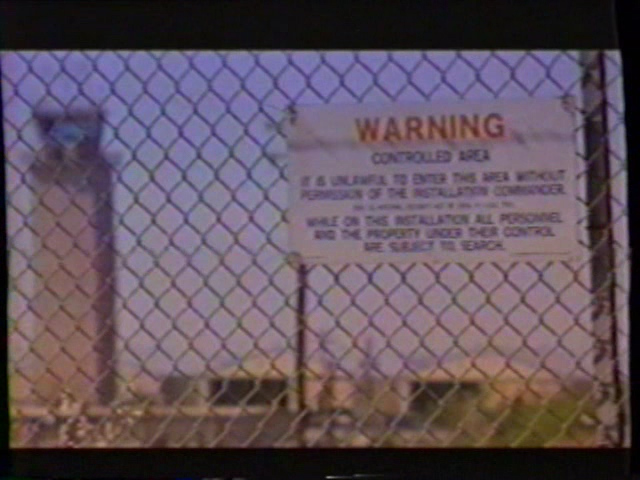 WARNING
CONTROLLED AREA
IT IS UNLAWFUL TO ENTER THIS AREA WITHOUT
PERMISSION OF THE INSTALLATION COMMANDER.
WHILE ON THIS INSTALLATION ALL PERSONNEL
AND THE PROPERTY UNDER THEIR CONTROL
ARE SUBJECT TO SEARCH.